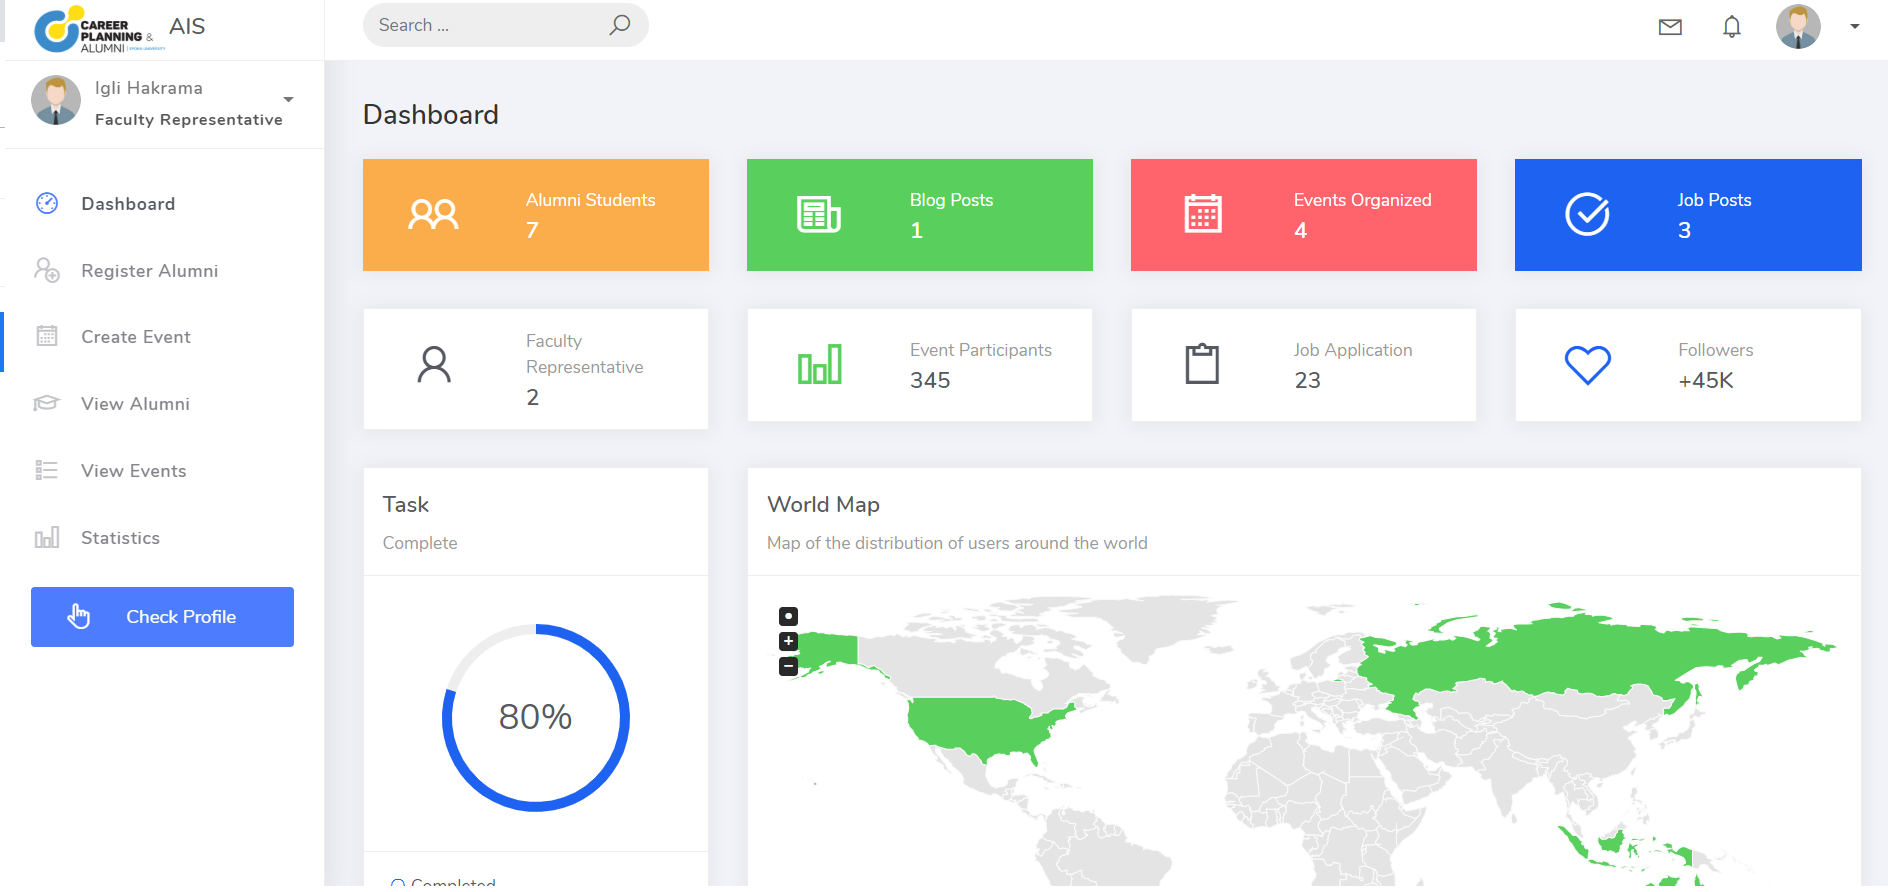 CAREER
PLANNING &
ALUMNI | EPOKA UNIVERSITY
AIS
Search ...
Igli Hakrama
Faculty Representative
Dashboard
Register Alumni
Create Event
View Alumni
View Events
Statistics
Check Profile
Dashboard
Alumni Students
7
Blog Posts
1
Events Organized
4
Job Posts
3
Faculty
Representative
2
Event Participants
345
Job Application
23
Followers
+45K
Task
Complete
80%
Completed
World Map
Map of the distribution of users around the world
+
−